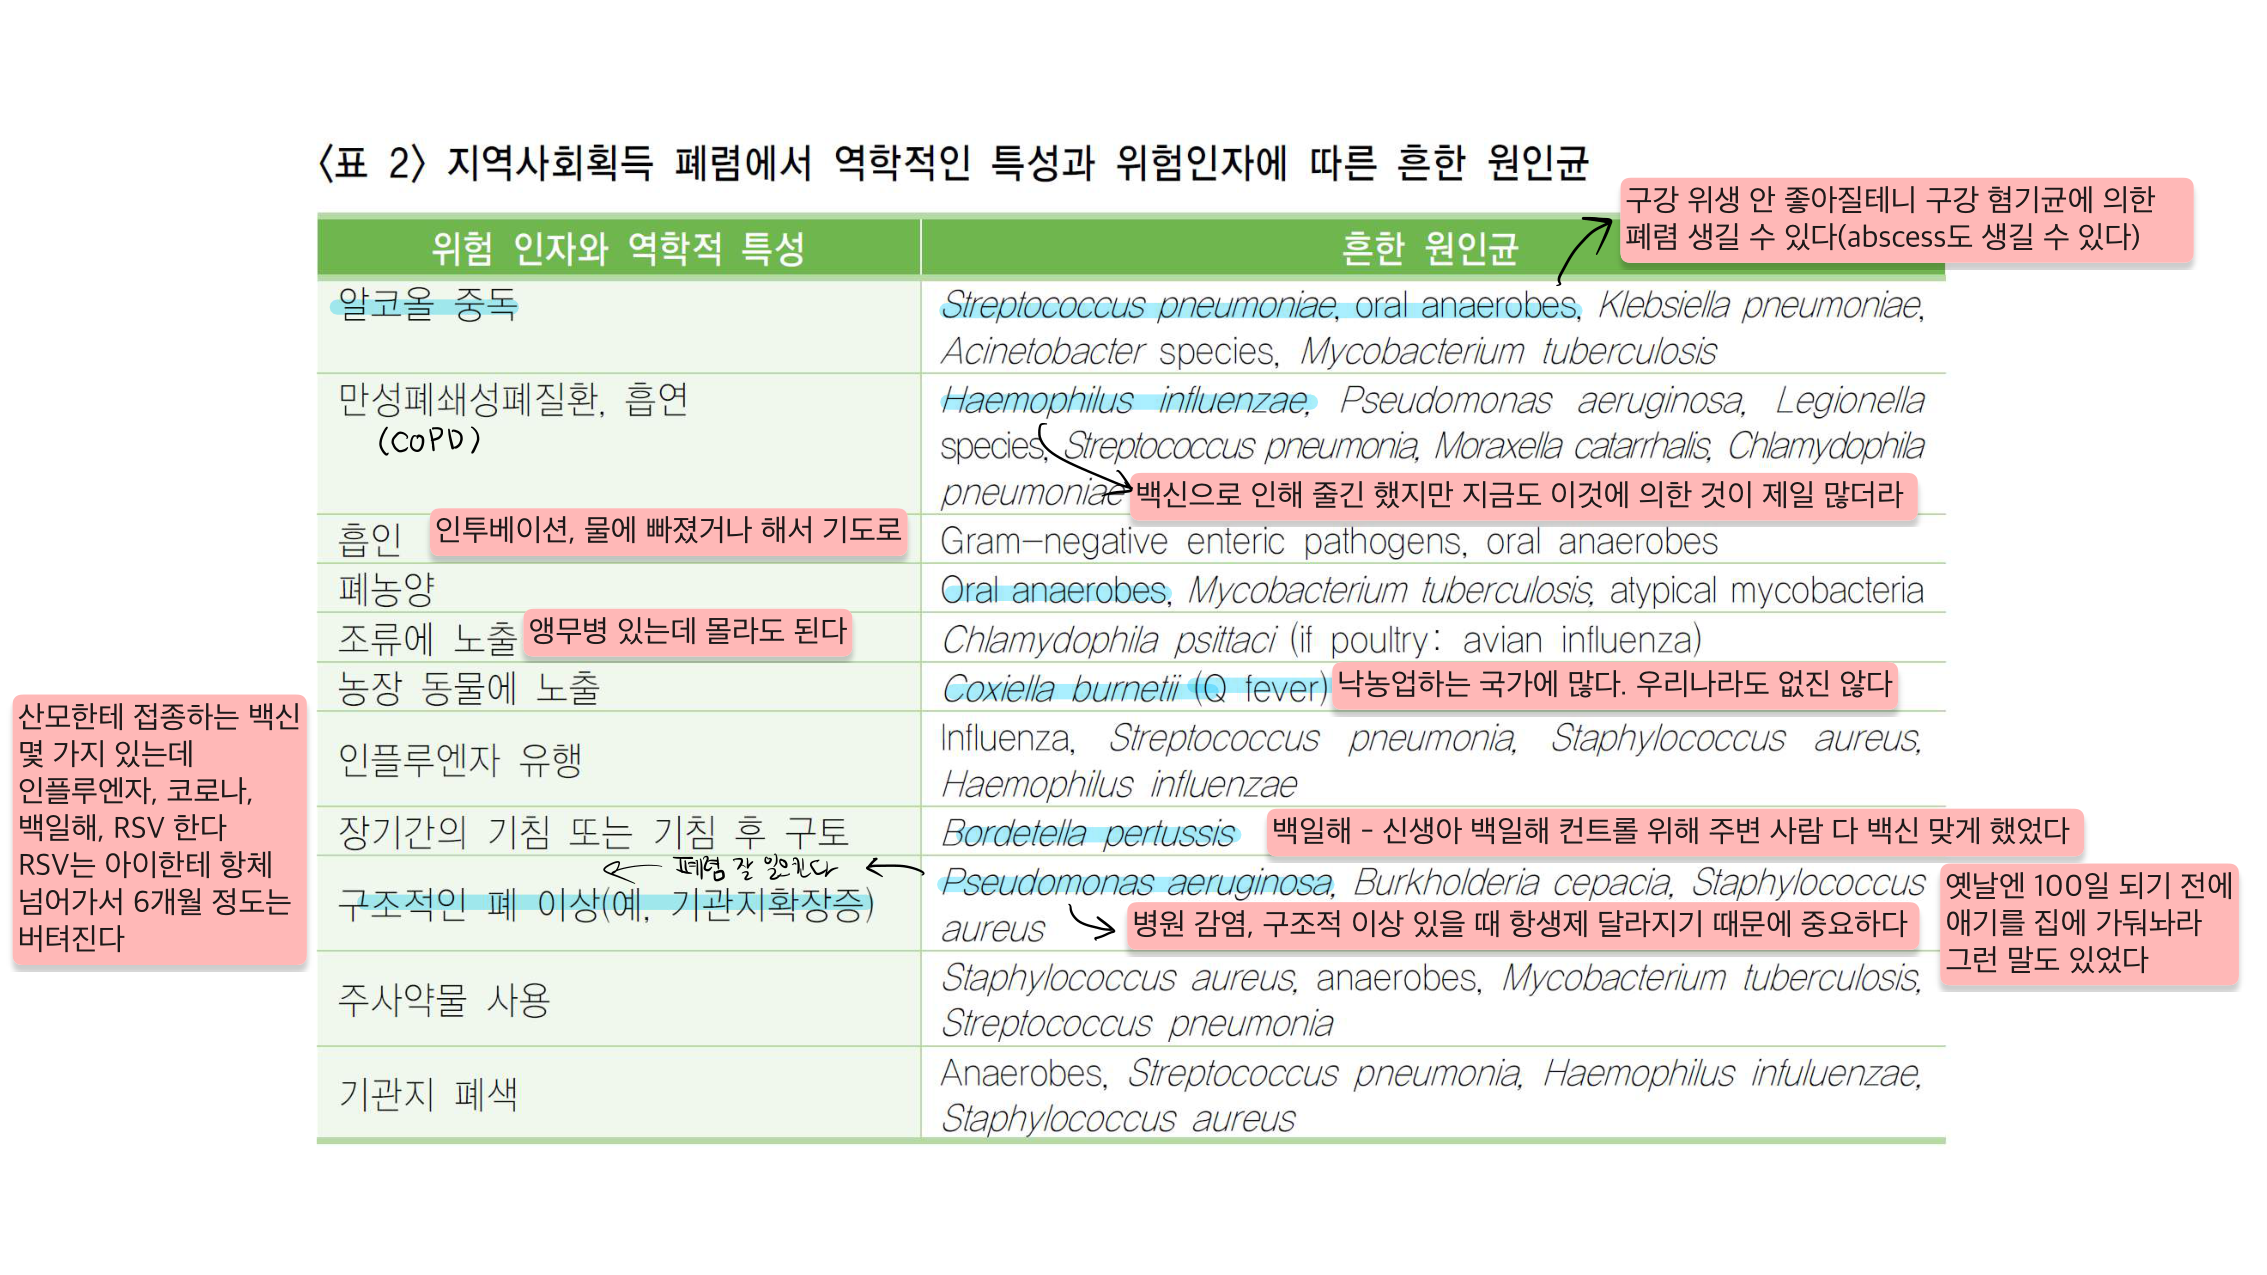 〈표 2〉 지역사회획득 폐렴에서 역학적인 특성과 위험인자에 따른 흔한 원인균
구강 위생 안 좋아질테니 구강 혐기균에 의한
폐렴 생길 수 있다(abscess도 생길 수 있다)
위험 인자와 역학적 특성
흔한 원인균
알코올 중독
Streptococcus pneumoniae, oral anaerobes, Klebsiella pneumoniae,
Acinetobacter species, Mycobacterium tuberculosis
만성폐쇄성폐질환, 흡연
(COPD)
Haemophilus influenzae, Pseudomonas aeruginosa, Legionella
species, Streptococcus pneumonia, Moraxella catarrhalis, Chlamydophila
pneumoniae
백신으로 인해 줄긴 했지만 지금도 이것에 의한 것이 제일 많더라
흡인
인투베이션, 물에 빠졌거나 해서 기도로
Gram-negative enteric pathogens, oral anaerobes
폐농양
Oral anaerobes, Mycobacterium tuberculosis, atypical mycobacteria
조류에 노출
앵무병 있는데 몰라도 된다
Chlamydophila psittaci (if poultry: avian influenza)
농장 동물에 노출
Coxiella burnetii (Q fever)
낙농업하는 국가에 많다. 우리나라도 없진 않다
인플루엔자 유행
Influenza, Streptococcus pneumonia, Staphylococcus aureus,
Haemophilus influenzae
장기간의 기침 또는 기침 후 구토
Bordetella pertussis
백일해 - 신생아 백일해 컨트롤 위해 주변 사람 다 백신 맞게 했었다
산모한테 접종하는 백신
몇 가지 있는데
인플루엔자, 코로나,
백일해, RSV 한다
RSV는 아이한테 항체
넘어가서 6개월 정도는
버텨진다
옛날엔 100일 되기 전에
애기를 집에 가둬놔라
그런 말도 있었다
폐렴 잘 일으킨다
구조적인 폐 이상(예, 기관지확장증)
Pseudomonas aeruginosa, Burkholderia cepacia, Staphylococcus
aureus
병원 감염, 구조적 이상 있을 때 항생제 달라지기 때문에 중요하다
주사약물 사용
Staphylococcus aureus, anaerobes, Mycobacterium tuberculosis,
Streptococcus pneumonia
기관지 폐색
Anaerobes, Streptococcus pneumonia, Haemophilus infuluenzae,
Staphylococcus aureus